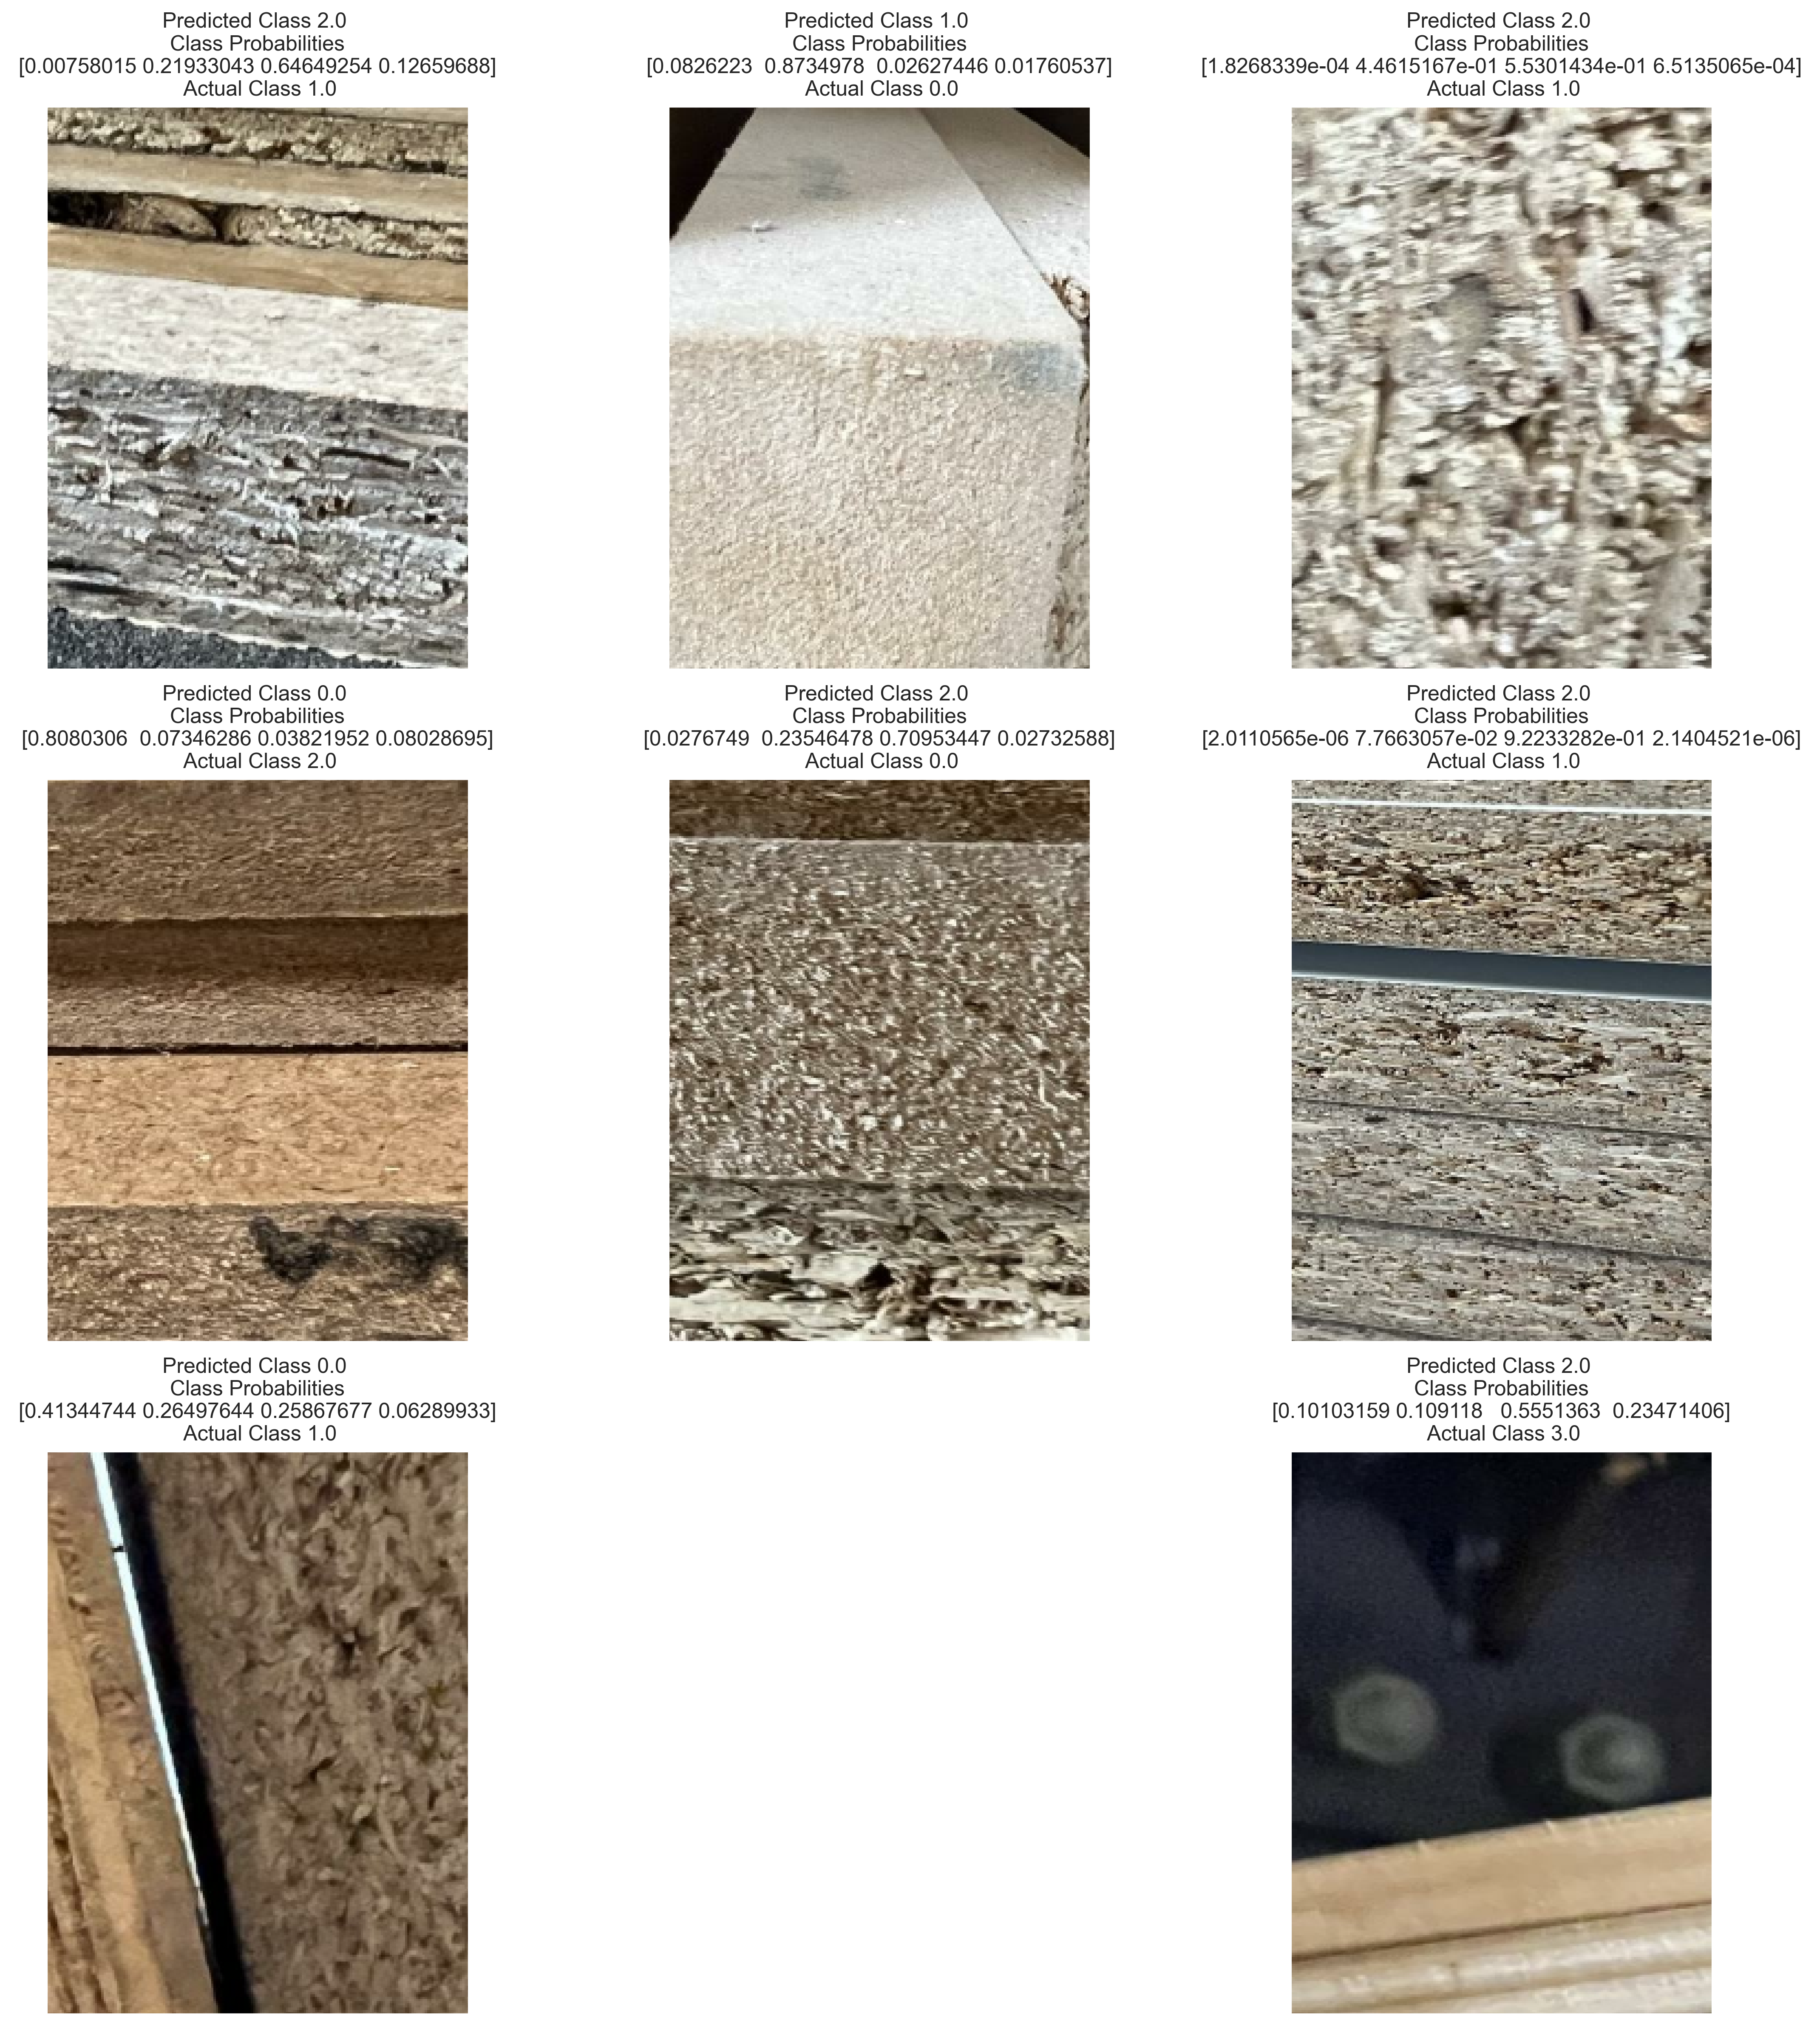 Predicted Class 2.0
Class Probabilities
[0.00758015 0.21933043 0.64649254 0.12659688]
Actual Class 1.0
Predicted Class 1.0
Class Probabilities
[0.0826223  0.8734978  0.02627446 0.01760537]
Actual Class 0.0
Predicted Class 2.0
Class Probabilities
[1.8268339e-04 4.4615167e-01 5.5301434e-01 6.5135065e-04]
Actual Class 1.0
Predicted Class 0.0
Class Probabilities
[0.8080306  0.07346286 0.03821952 0.08028695]
Actual Class 2.0
Predicted Class 2.0
Class Probabilities
[0.0276749  0.23546478 0.70953447 0.02732588]
Actual Class 0.0
Predicted Class 2.0
Class Probabilities
[2.0110565e-06 7.7663057e-02 9.2233282e-01 2.1404521e-06]
Actual Class 1.0
Predicted Class 0.0
Class Probabilities
[0.41344744 0.26497644 0.25867677 0.06289933]
Actual Class 1.0
Predicted Class 2.0
Class Probabilities
[0.10103159 0.109118   0.5551363  0.23471406]
Actual Class 3.0